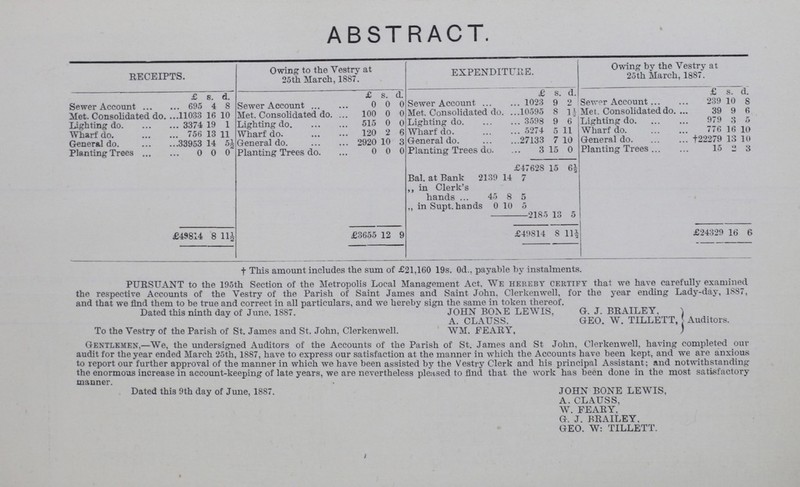 ABSTRACT.
RECEIPTS.
£ s. d.
Sewer Account ... ... 695 4 8
Met. Consolidated do. ...11033 16 10
Lighting do. ... ... 3374 19 1
Wharf do. ... ... 756 13 11
General do. ... ...33953 14 5½
Planting Trees ... ... 0 0 0
£49814 8 11½
Owing to the Vestry at
25th March, 1887.
£ s. d.
Sewer Account ... ... 0 0 0
Met. Consolidated do. ... 100 0 0
Lighting do. ... ... 515 0 0
Wharf do. ... ... 120 2 6
General do. ... ... 2920 10 3
Planting Trees do. ... 0 0 0
£3655 12 9
EXPENDITURE.
£ s. d.
Sewer Account ... ... 1023 9 2
Met. Consolidated do. ...10595 8 1½
Lighting do. ... ... 3598 9 6
Wharf do. ... ... 5274 5 11
General do. ... ...27133 7 10
Planting Trees do. ... 3 15 0
£47628 15 6½
Bal. at Bank 2139 14 7
„ in Clerk's
hands ... 45 8 5
„ in Supt. hands 0 10 5
2185 13 5
£49814 8 11½
Owing by the Vestry at
25th March, 1887.
£ s. d.
Sewer Account ... ... 239 10 8
Met. Consolidated do. ... 39 9 6
Lighting do. ... ... 979 3 5
Wharf do. ... ... 776 16 10
General do. ... ... †22279 13 10
Planting Trees ... ... 15 2 3
£24329 16 6
† This amount includes the sum of £21,160 19s. 0d., payable by instalments.
PURSUANT to the 195th Section of the Metropolis Local Management Act, WE HEREBY CERTIFY that we have carefully examined
the respective Accounts of the Vestry of the Parish of Saint James and Saint John, Clerkenwell, for the year ending Lady-day, 1887,
and that we find them to be true and correct in all particulars, and we hereby sign the same in token thereof.
Dated this ninth day of June, 1887.
JOHN BONE LEWIS,
A. CLAUSS,
WM. FEARY,
G. J. BRAILEY,
GEO. W. TILLETT,
Auditors.
To the Vestry of the Parish of St. James and St. John, Clerkenwell.
GENTLEMEN,—We, the undersigned Auditors of the Accounts of the Parish of St. James and St John, Clerkenwell, having completed our
audit for the year ended March 25th, 1887, have to express our satisfaction at the manner in which the Accounts have been kept, and we are anxious
to report our further approval of the manner in which we have been assisted by the Vestry Clerk and his principal Assistant; and notwithstanding
the enormous increase in account-keeping of late years, we are nevertheless pleased to find that the work has been done in the most satisfactory
manner.
Dated this 9th day of June, 1887.
JOHN BONE LEWIS,
A. CLAUSS,
W. FEARY,
G. J. BRAILEY,
GEO. W: TILLETT.